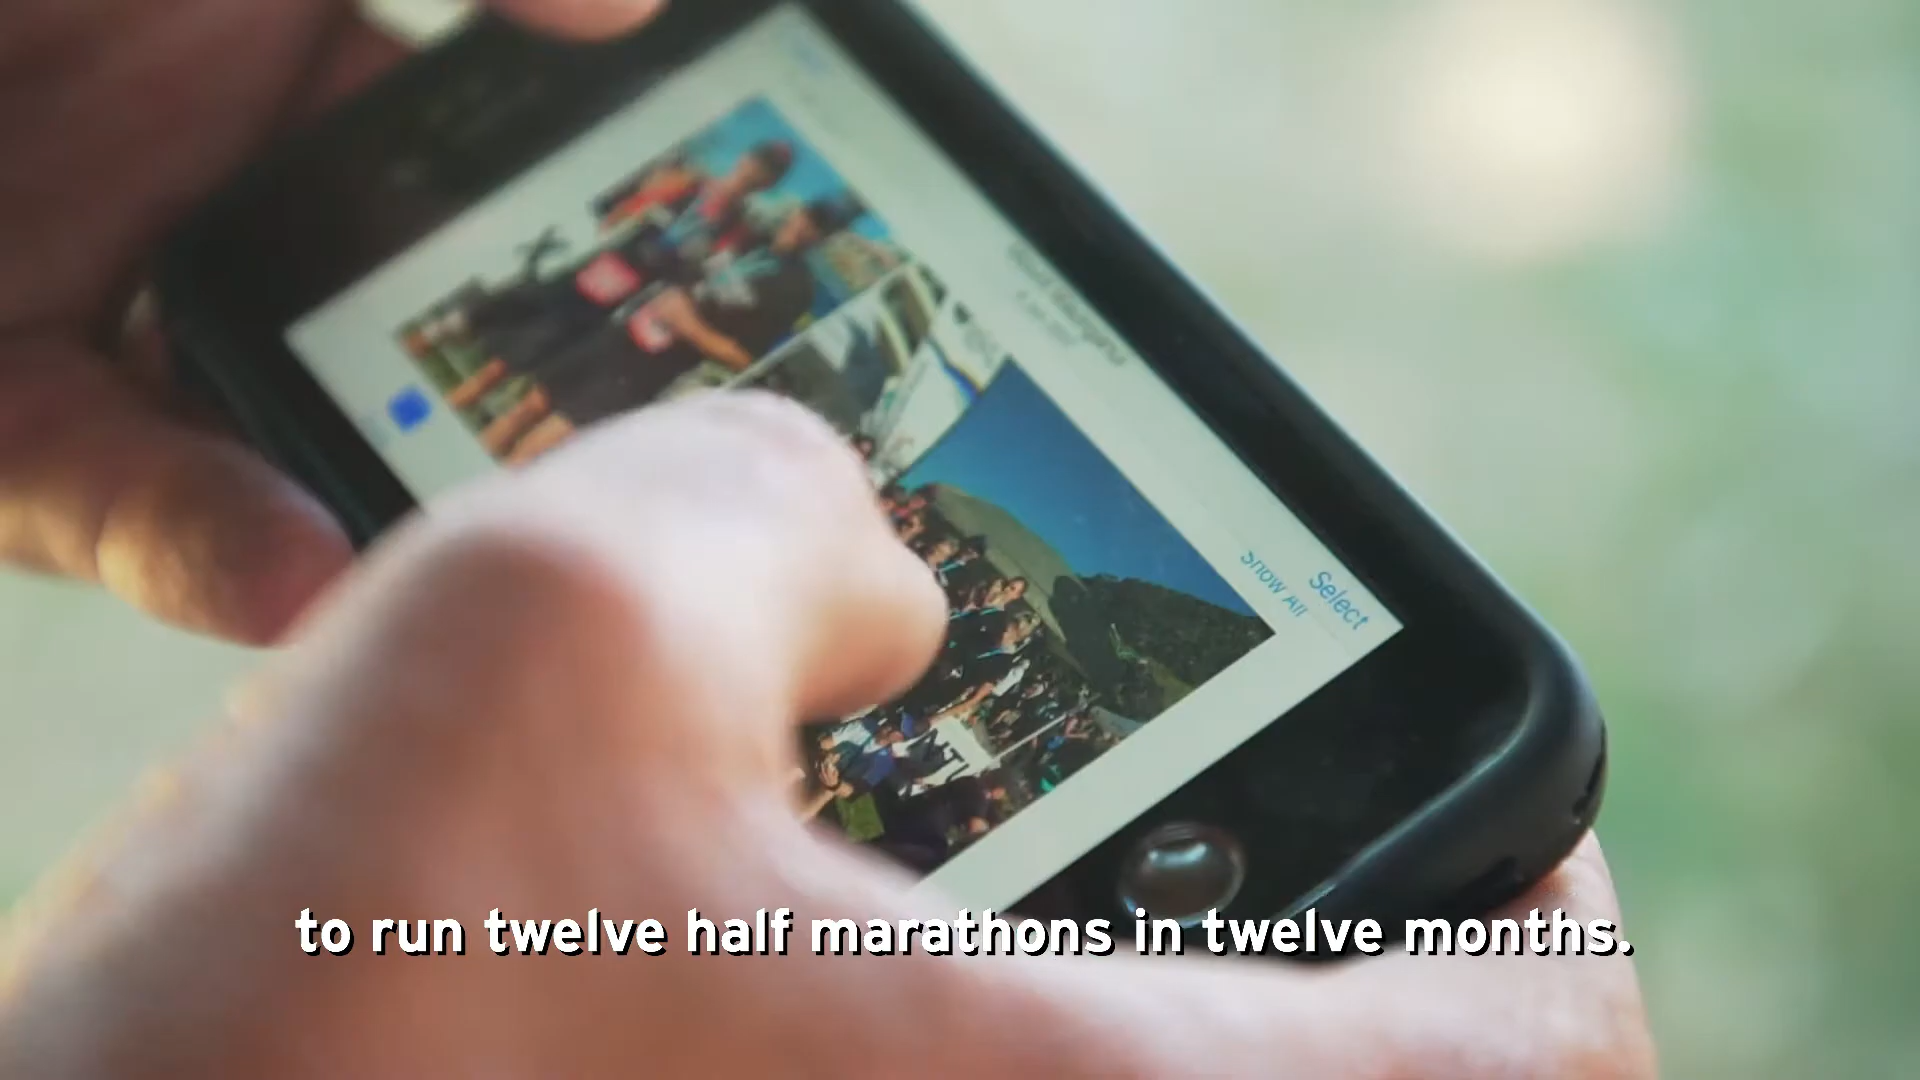 Select
Show All
to run twelve half marathons in twelve months.